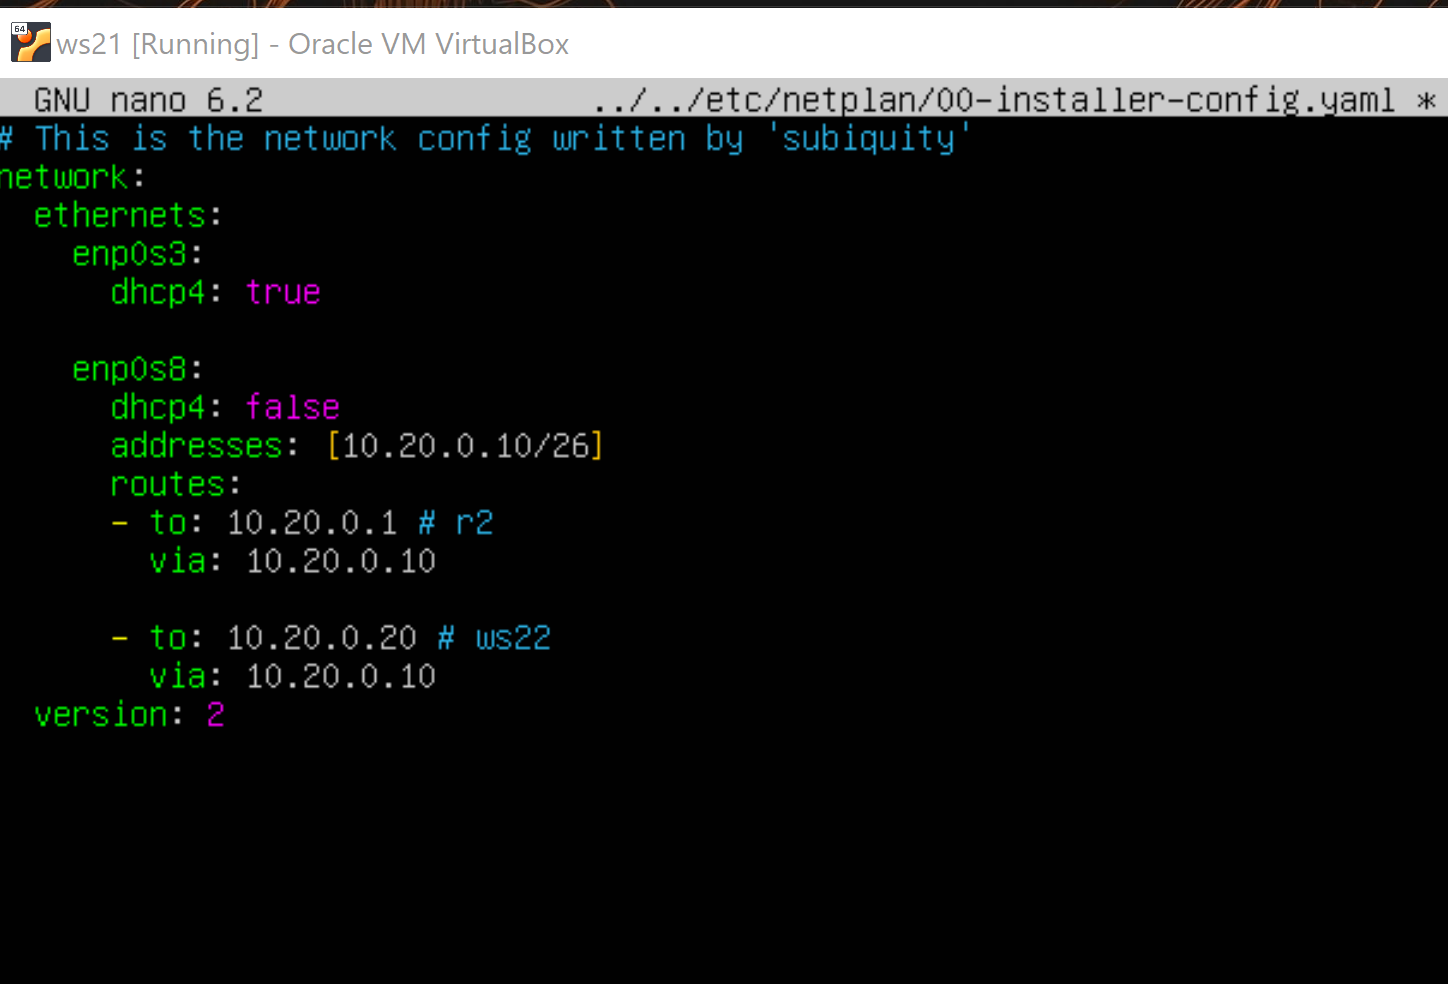 64
ws21 [Running] - Oracle VM VirtualBox
GNU nano 6.2 ../../etc/netplan/00-installer-config.yaml *
# This is the network config written by 'subiquity'
network:
  ethernets:
    enp0s3:
      dhcp4: true
    enp0s8:
      dhcp4: false
      addresses: [10.20.0.10/26]
      routes:
      - to: 10.20.0.1 # r2
        via: 10.20.0.10
      - to: 10.20.0.20 # ws22
        via: 10.20.0.10
  version: 2